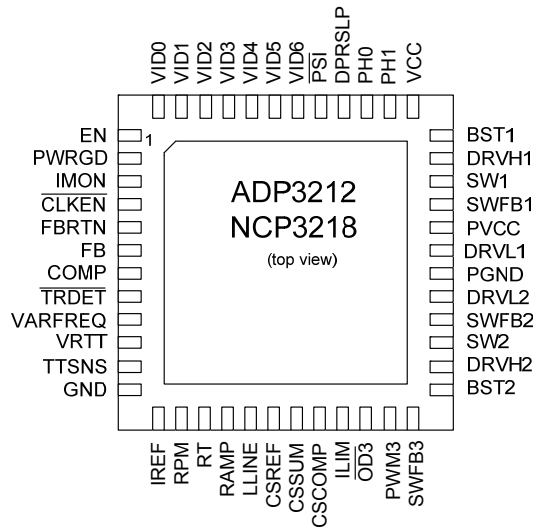 VID0
VID1
VID2
VID3
VID4
VID5
VID6
PSI
DPRSLP
PH0
PH1
VCC
EN
PWRGD
IMON
CLKEN
FBRTN
FB
COMP
TRDET
VARFREQ
VRTT
TTSNS
GND
1
ADP3212
NCP3218
(top view)
BST1
DRVH1
SW1
SWFB1
PVCC
DRVL1
PGND
DRVL2
SWFB2
SW2
DRVH2
BST2
IREF
RPM
RT
RAMP
LLINE
CSREF
CSSUM
CSCOMP
ILIM
OD3
PWM3
SWFB3